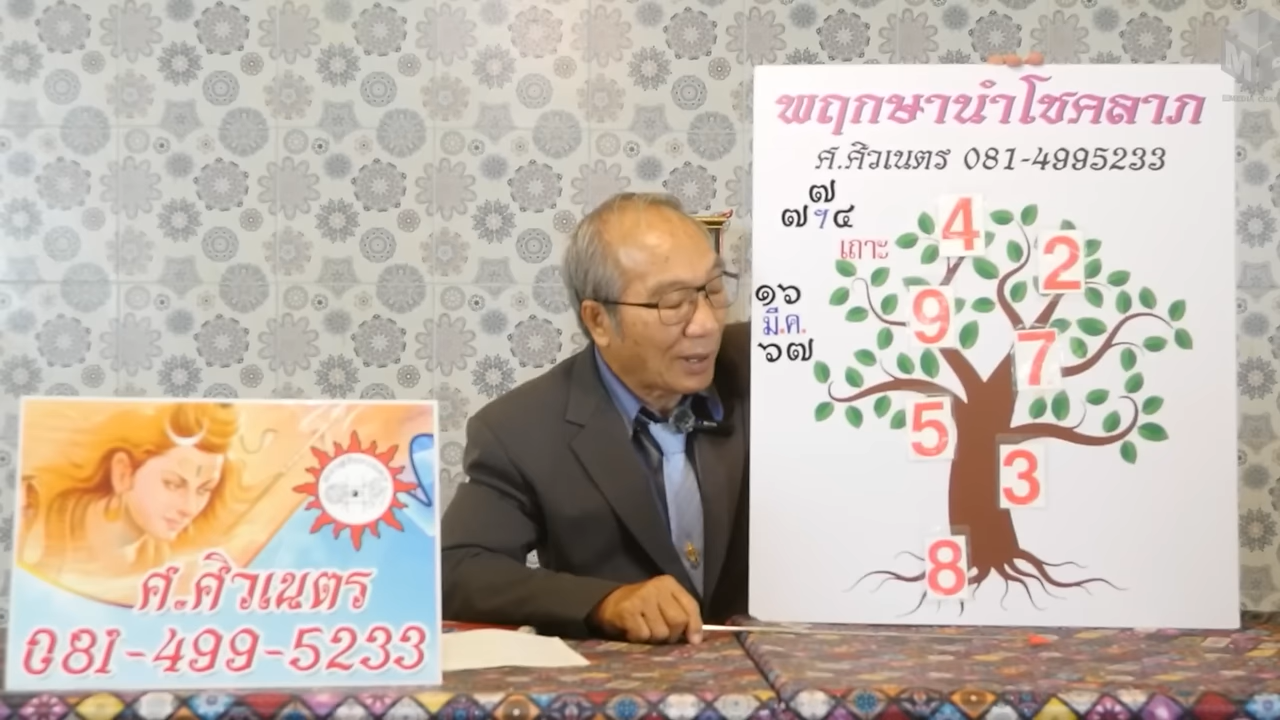 พฤกษานำโชคลาภ
ศ.ศิวเนตร 081-4995233
๗
๗ ฯ ๔
เถาะ
๑๖
มี.ค.
๖๗
4
2
9
7
5
3
8
ศ.ศิวเนตร
081-499-5233
M